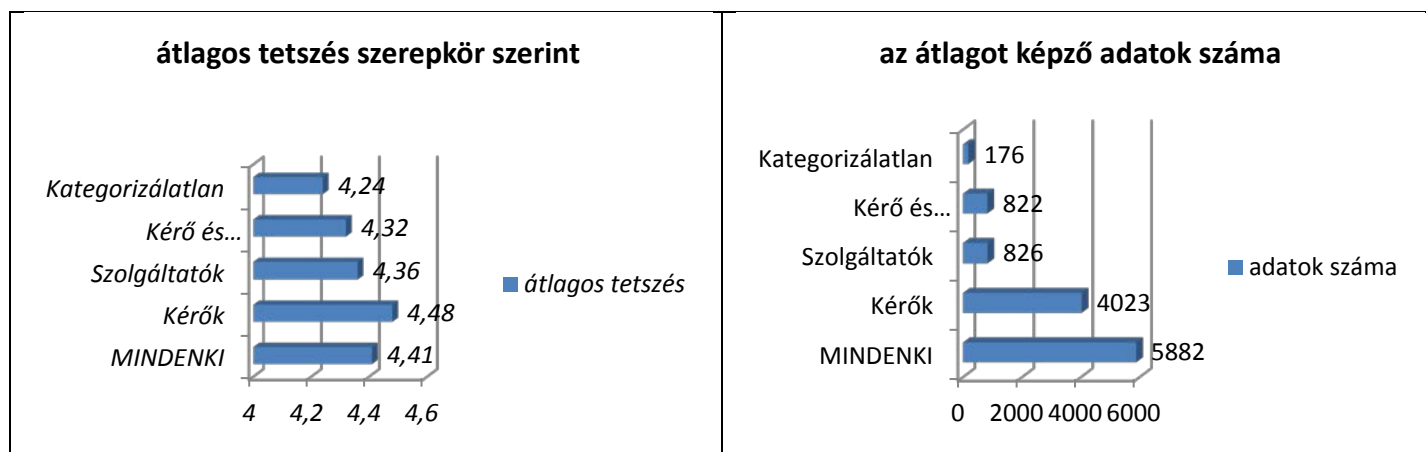 átlagos tetszés szerepkör szerint
Kategorizálatlan
4,24
Kérő és...
4,32
Szolgáltatók
4,36
Kérők
4,48
MINDENKI
4,41
átlagos tetszés
4 4,2 4,4 4,6
az átlagot képző adatok száma
Kategorizálatlan
176
Kérő és...
822
Szolgáltatók
826
Kérők
4023
MINDENKI
5882
adatok száma
0 2000 4000 6000